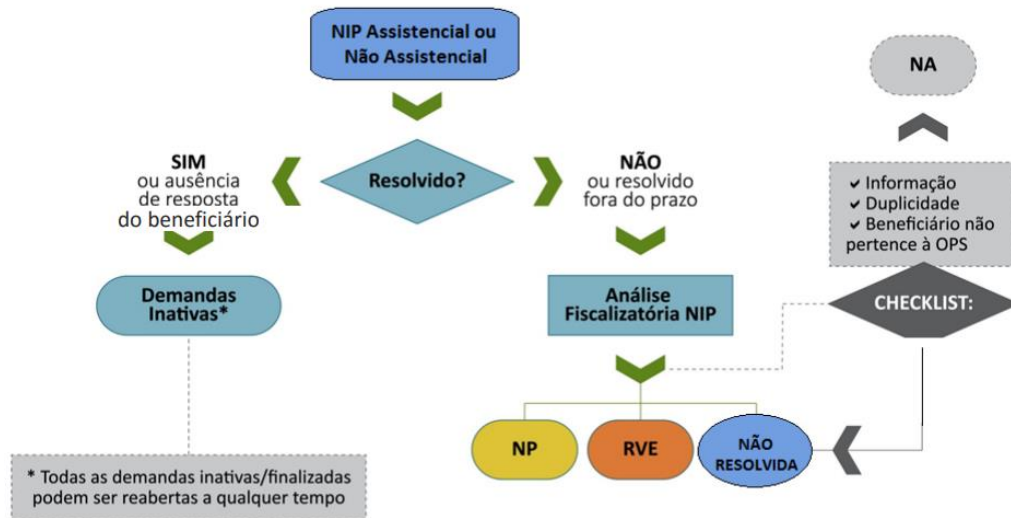 NIP Assistencial ou
Não Assistencial
NA
SIM
ou ausência
de resposta
do beneficiário
Resolvido?
NÃO
ou resolvido
fora do prazo
✔ Informação
✔ Duplicidade
✔ Beneficiário não
pertence à OPS
Demandas
Inativas*
Análise
Fiscalizatória NIP
CHECKLIST:
NP
RVE
NÃO
RESOLVIDA
* Todas as demandas inativas/finalizadas
podem ser reabertas a qualquer tempo